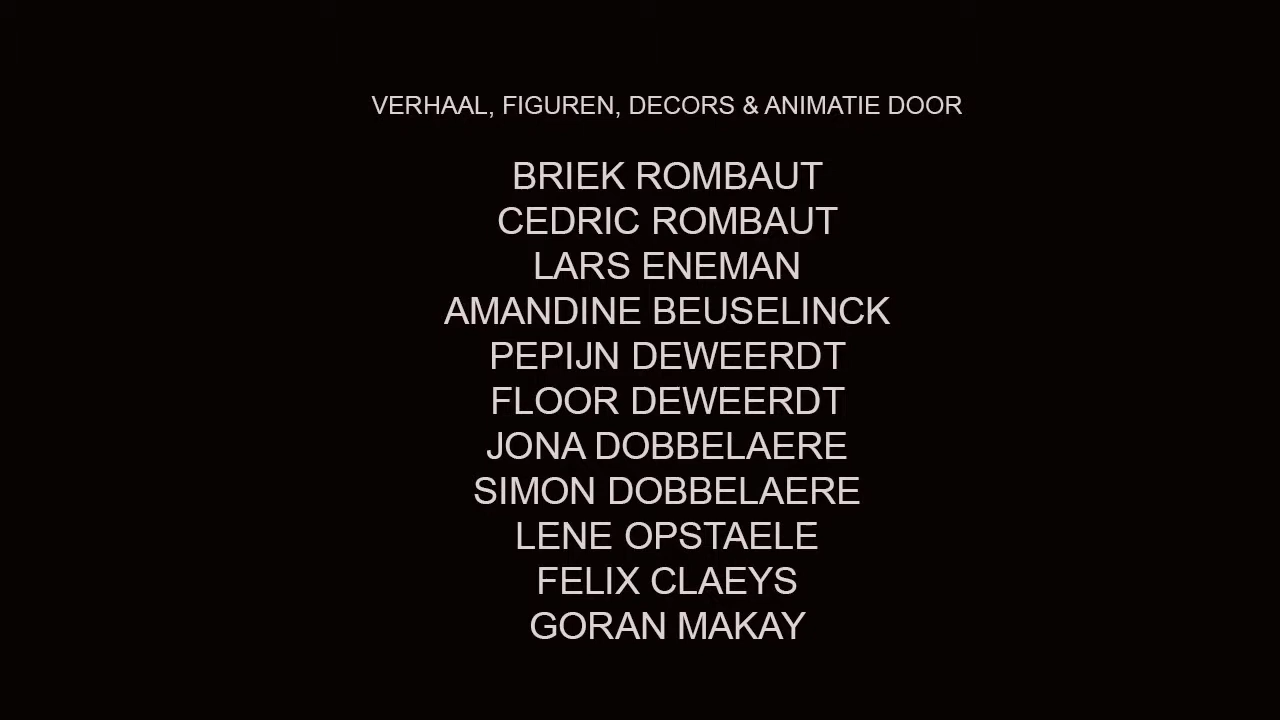 VERHAAL, FIGUREN, DECORS & ANIMATIE DOOR
BRIEK ROMBAUT
CEDRIC ROMBAUT
LARS ENEMAN
AMANDINE BEUSELINCK
PEPIJN DEWEERDT
FLOOR DEWEERDT
JONA DOBBELAERE
SIMON DOBBELAERE
LENE OPSTAELE
FELIX CLAEYS
GORAN MAKAY